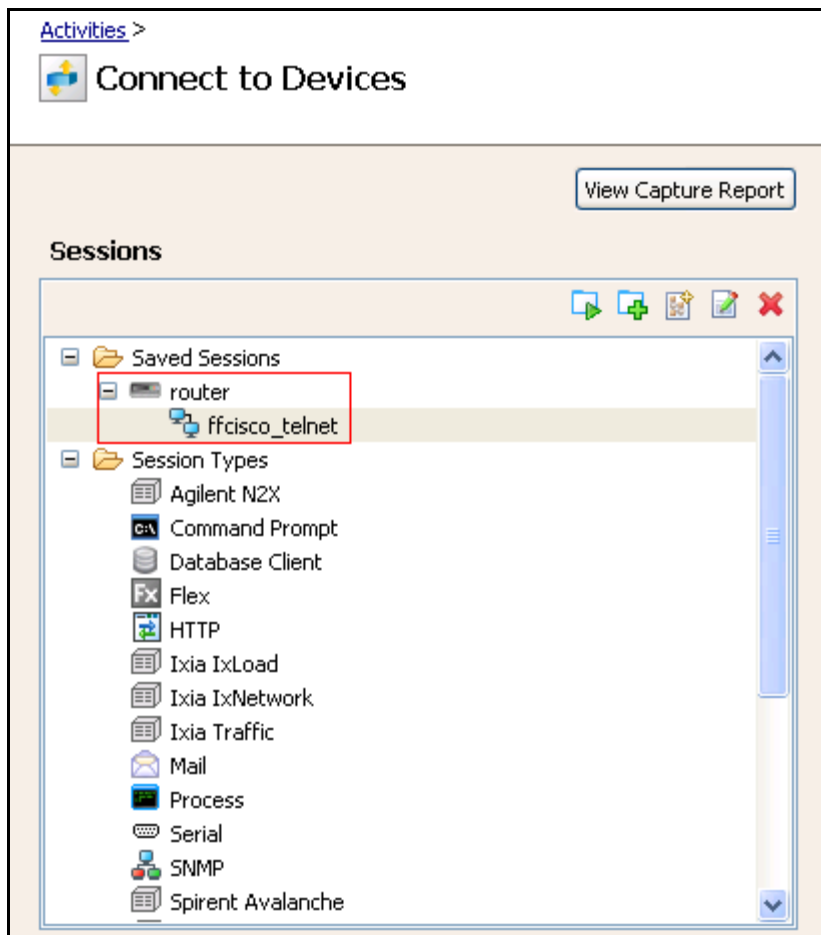 Activities >
Connect to Devices
View Capture Report
Sessions
Saved Sessions
router
ffcisco_telnet
Session Types
Agilent N2X
C:\ Command Prompt
Database Client
Fx Flex
HTTP
Ixia IxLoad
Ixia IxNetwork
Ixia Traffic
Mail
Process
Serial
SNMP
Spirent Avalanche